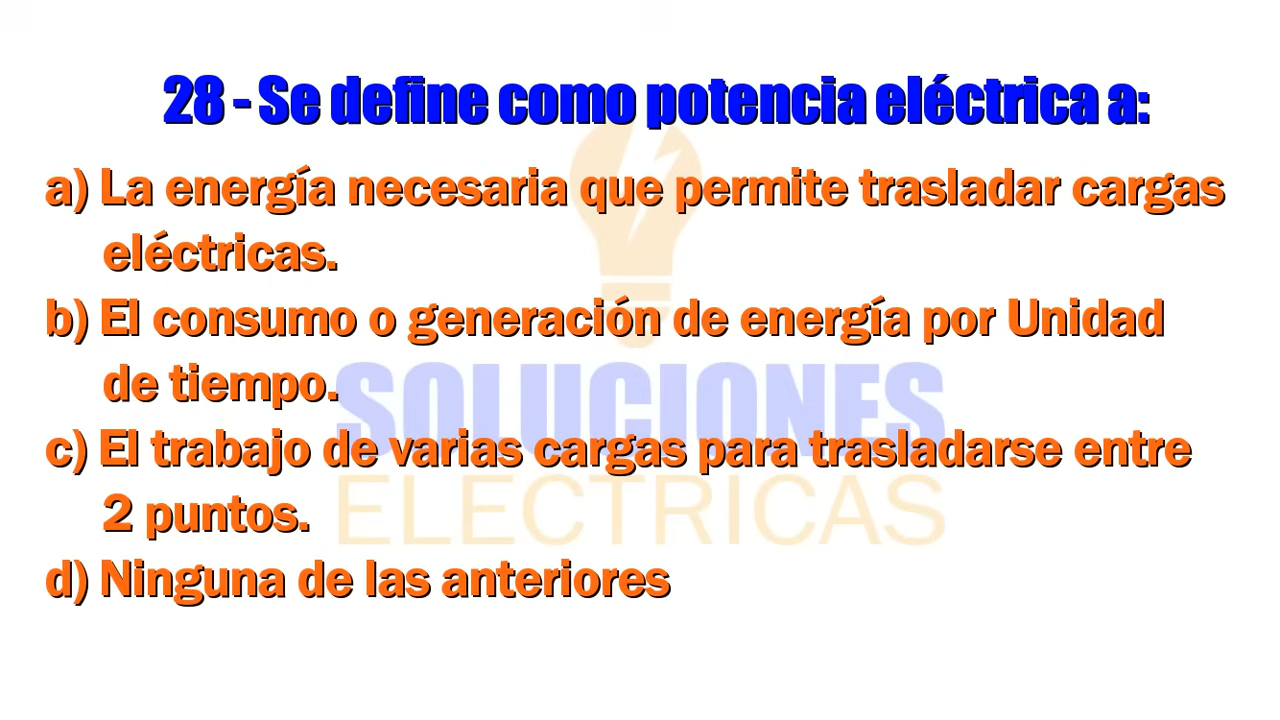 28 - Se define como potencia eléctrica a:
a) La energía necesaria que permite trasladar cargas
eléctricas.
b) El consumo o generación de energía por Unidad
de tiempo.
c) El trabajo de varias cargas para trasladarse entre
2 puntos.
d) Ninguna de las anteriores
SOLUCIONES
ELECTRICAS